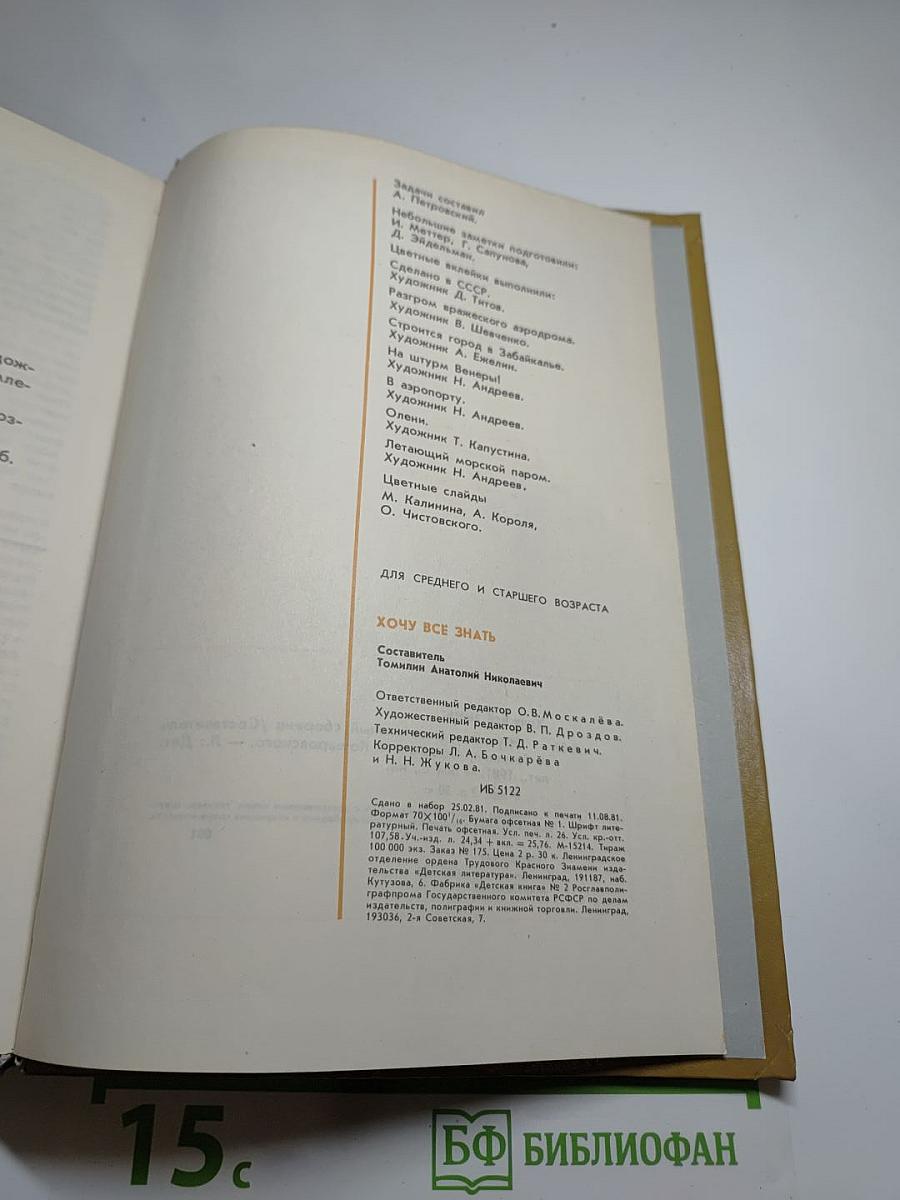 дож-
пле-
оз-
б.
Задачи составил
А. Петровский.
Небольшие заметки подготовили:
И. Меттер, Г. Сапунова,
Д. Эйдельман.
Цветные вклейки выполнили:
Сделано в СССР.
Художник Д. Титов.
Разгром вражеского аэродрома.
Художник В. Шевченко.
Строится город в Забайкалье.
Художник А. Ежелин.
На штурм Венеры!
Художник Н. Андреев.
В аэропорту.
Художник Н. Андреев.
Олени.
Художник Т. Капустина.
Летающий морской паром.
Художник Н. Андреев.
Цветные слайды
М. Калинина, А. Короля,
О. Чистовского.
ДЛЯ СРЕДНЕГО И СТАРШЕГО ВОЗРАСТА
ХОЧУ ВСЕ ЗНАТЬ
Составитель
Томилин Анатолий Николаевич
Ответственный редактор О. В. Москалёва.
Художественный редактор В. П. Дроздов.
Технический редактор Т. Д. Раткевич.
Корректоры Л. А. Бочкарёва
и Н. Н. Жукова.
ИБ 5122
Сдано в набор 25.02.81. Подписано к печати 11.08.81.
Формат 70×100 1/16. Бумага офсетная № 1. Шрифт лите-
ратурный. Печать офсетная. Усл. печ. л. 26. Усл. кр.-отт.
107,58. Уч.-изд. л. 24,34 + вкл. = 25,76. М-15214. Тираж
100 000 экз. Заказ № 175. Цена 2 р. 30 к. Ленинградское
отделение ордена Трудового Красного Знамени изда-
тельства «Детская литература». Ленинград, 191187, наб.
Кутузова, 6. Фабрика «Детская книга» № 2 Росглавполи-
графпрома Государственного комитета РСФСР по делам
издательств, полиграфии и книжной торговли. Ленинград,
193036, 2-я Советская, 7.
15 с
БФ БИБЛИОФАН